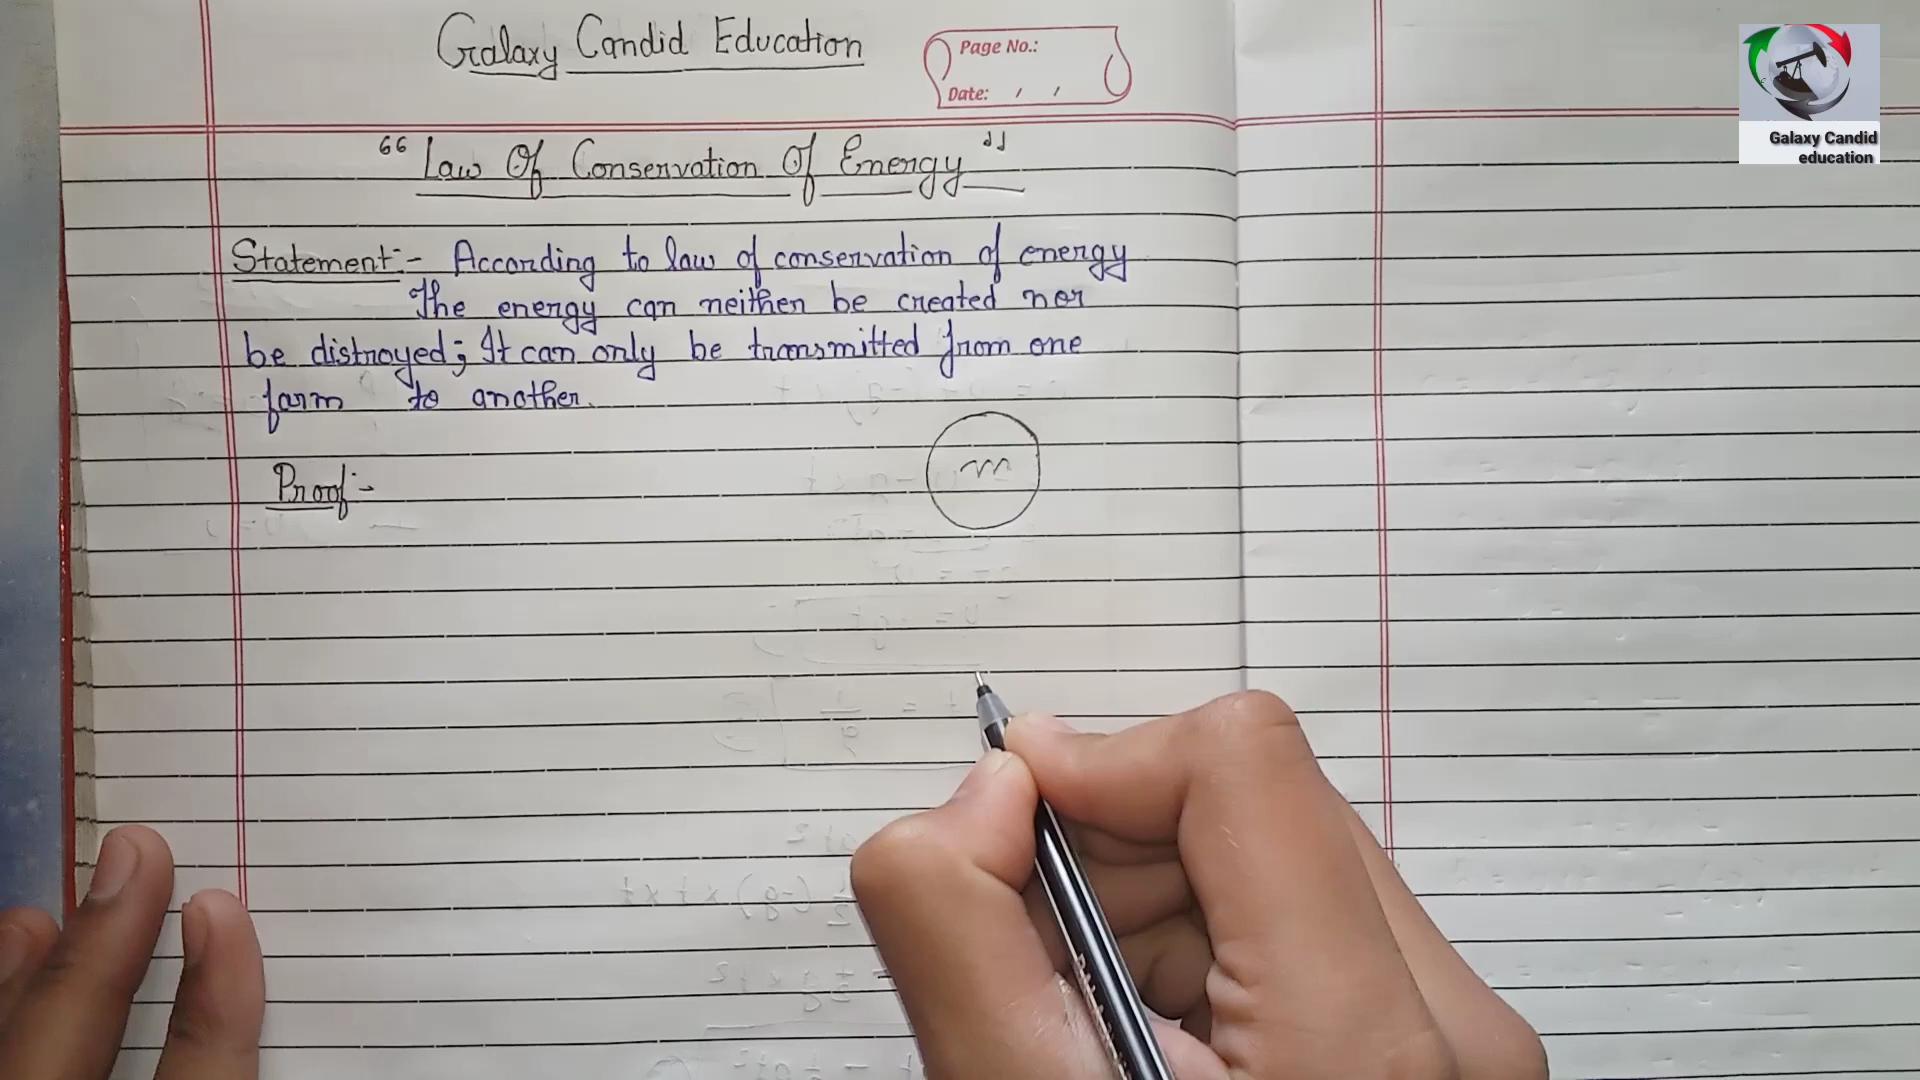 Galaxy Candid Education
Page No.:
Date: / /
Galaxy Candid
education
“ Law Of Conservation Of Energy ”
Statement:- According to law of conservation of energy
The energy can neither be created nor
be distroyed; It can only be transmitted from one
farm to another.
Proof:-
m